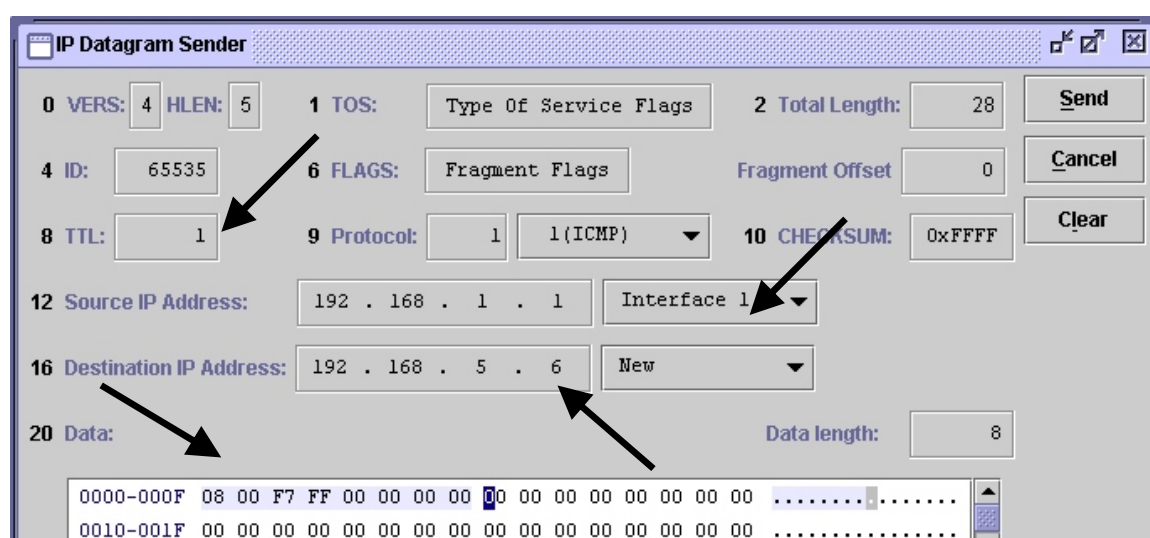 IP Datagram Sender
0 VERS: 4 HLEN: 5 1 TOS: Type Of Service Flags 2 Total Length: 28 Send
4 ID: 65535 6 FLAGS: Fragment Flags Fragment Offset 0 Cancel
8 TTL: 1 9 Protocol: 1 1(ICMP) 10 CHECKSUM: 0xFFFF Clear
12 Source IP Address: 192 . 168 . 1 . 1 Interface 1
16 Destination IP Address: 192 . 168 . 5 . 6 New
20 Data: Data length: 8
0000-000F 08 00 F7 FF 00 00 00 00 00 00 00 00 00 00 00 00 ................
0010-001F 00 00 00 00 00 00 00 00 00 00 00 00 00 00 00 00 ................